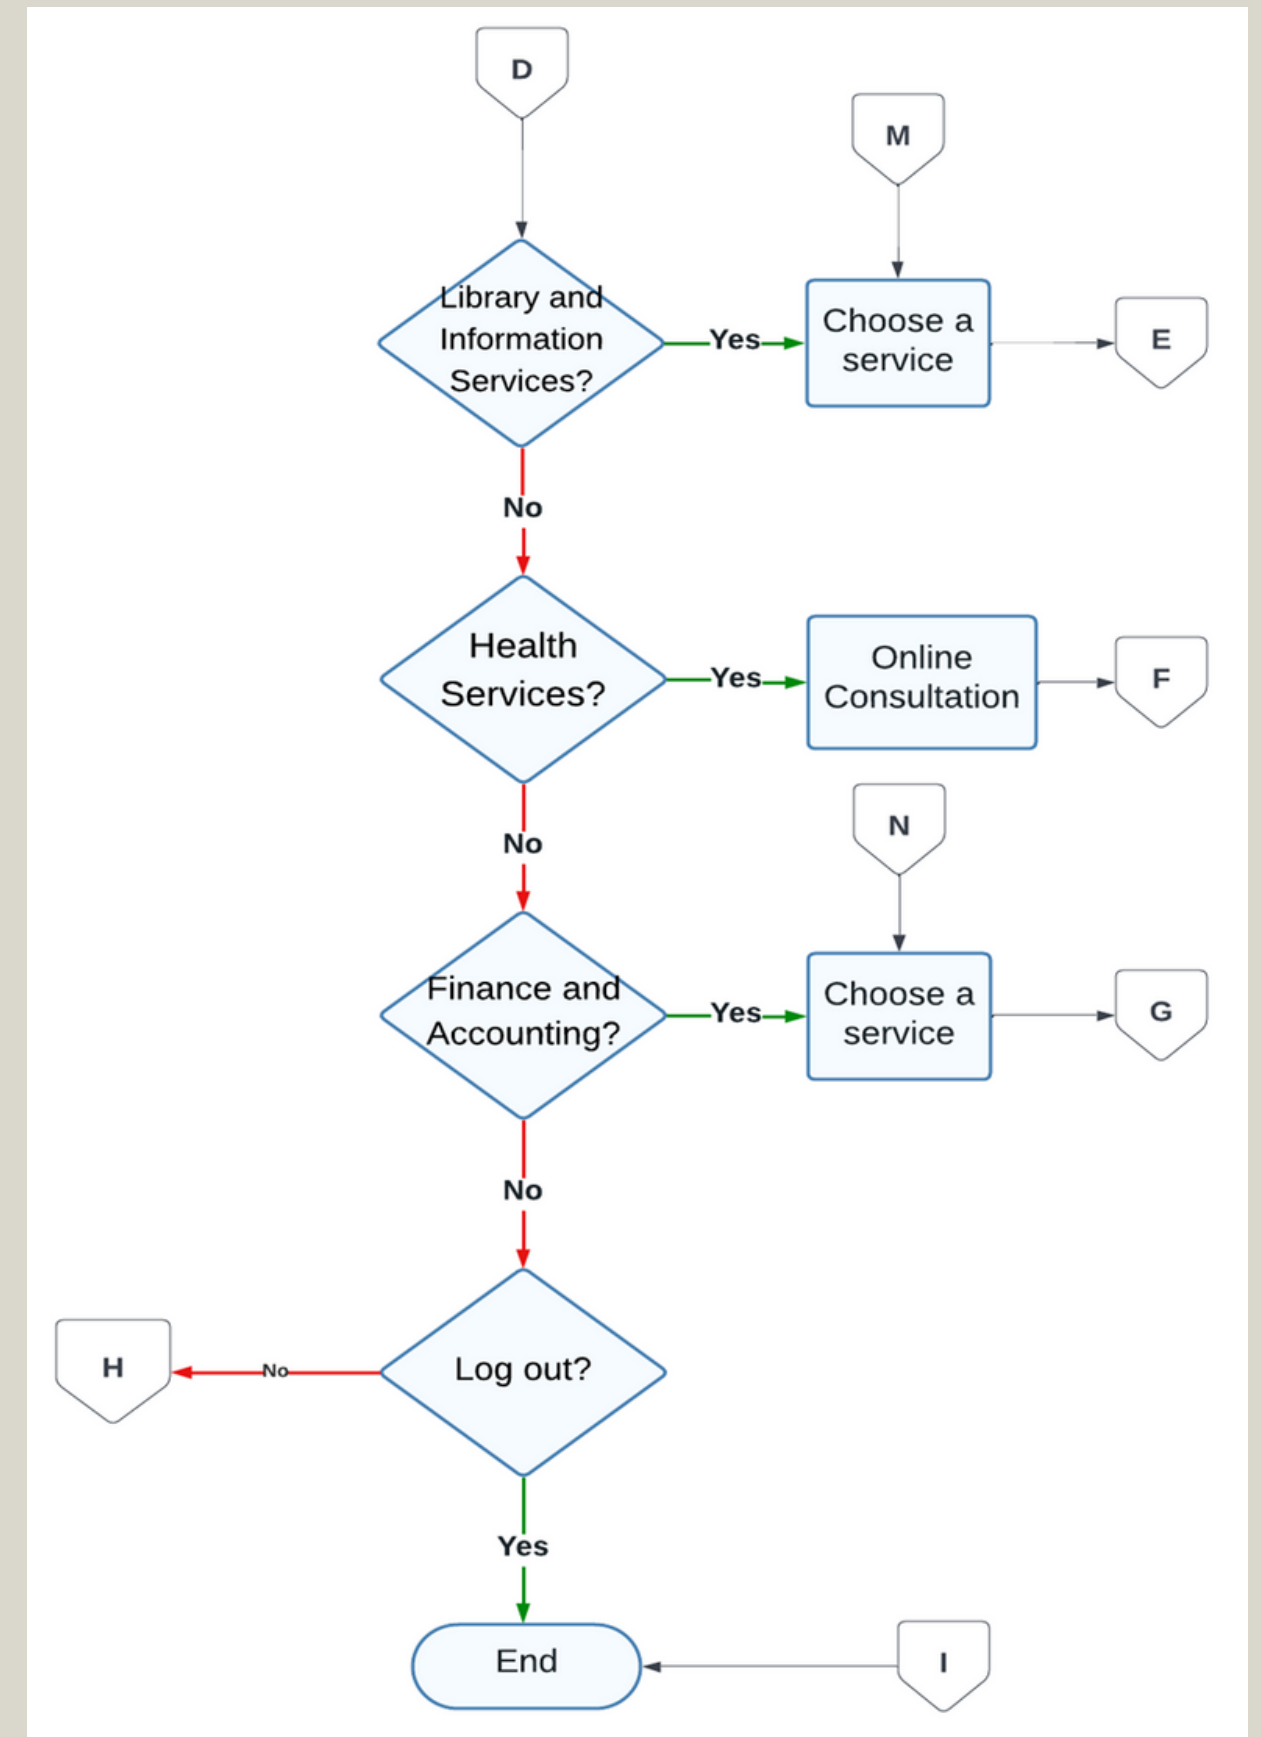 D
M
Library and
Information
Services?
Yes
Choose a
service
E
No
Health
Services?
Yes
Online
Consultation
F
No
N
Finance and
Accounting?
Yes
Choose a
service
G
No
H
No
Log out?
Yes
End
I